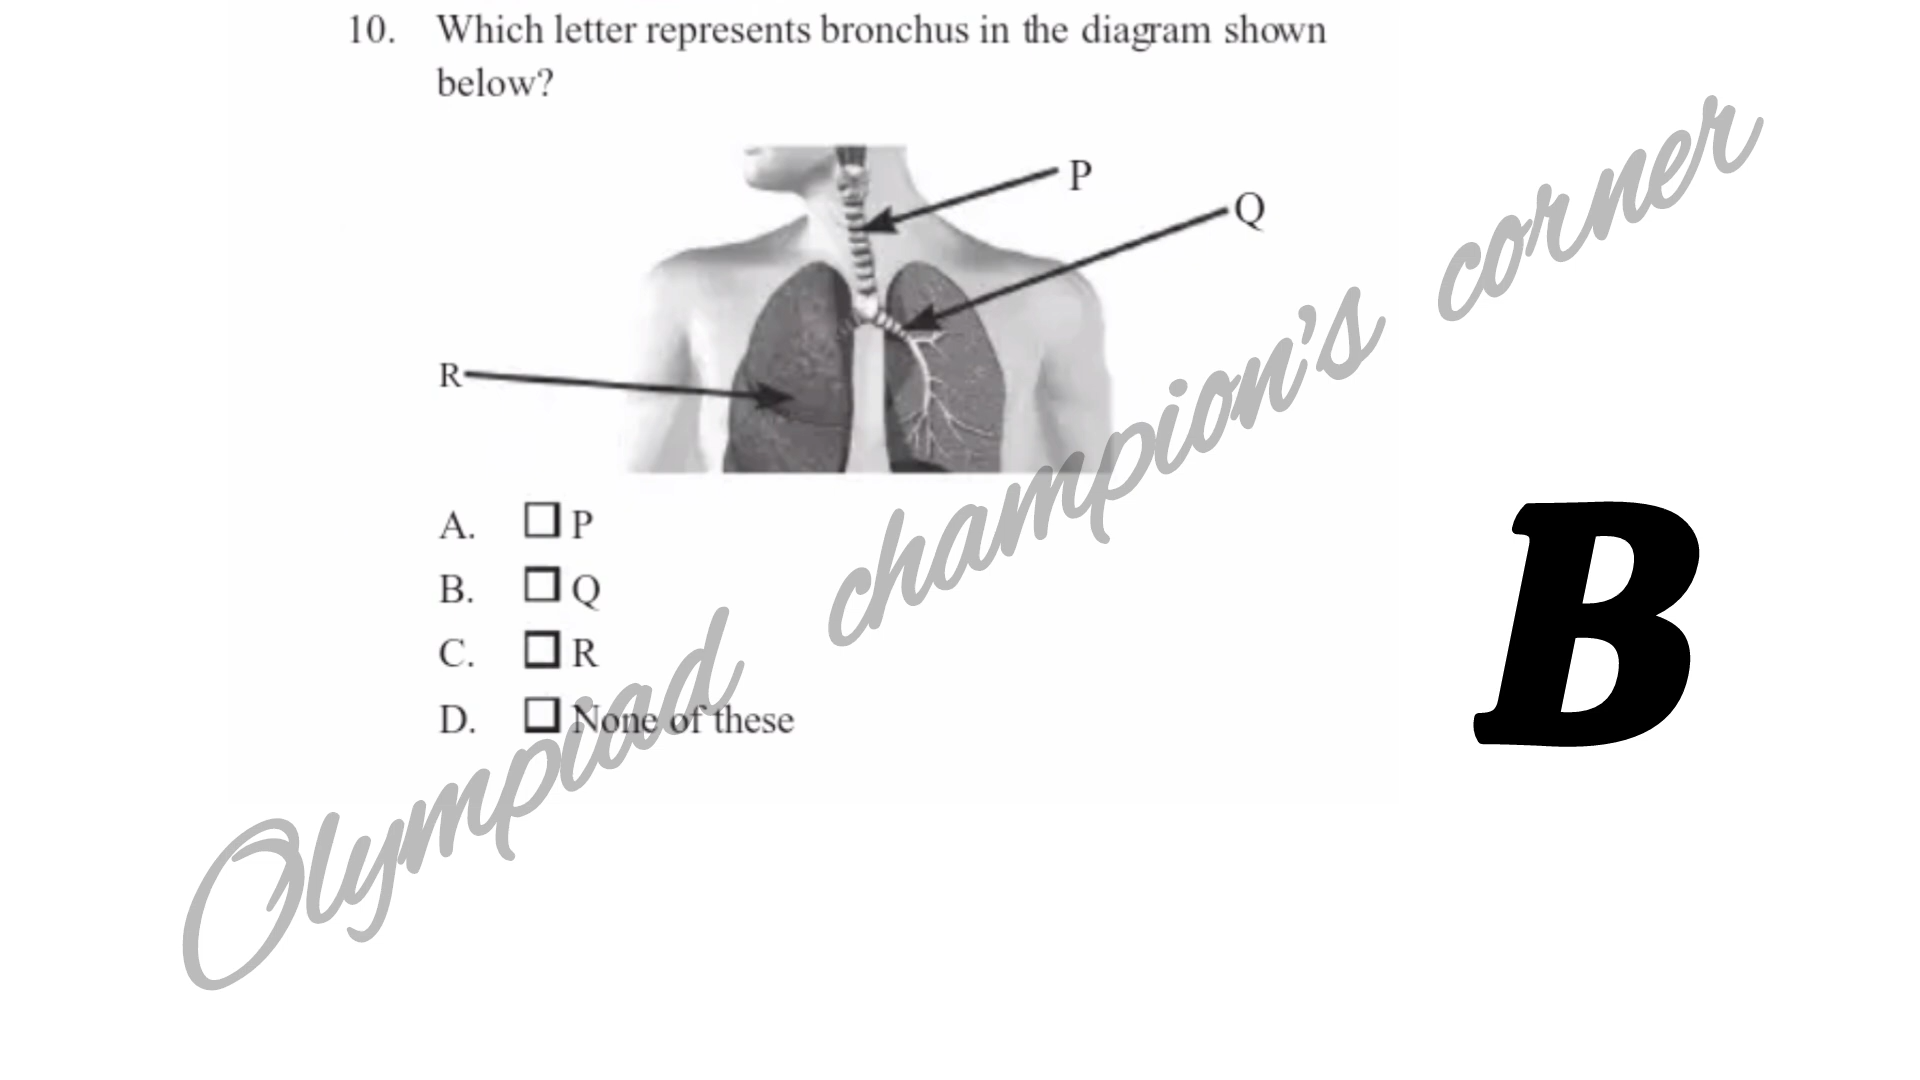 10. Which letter represents bronchus in the diagram shown
below?
P
Q
R
A. P
B. Q
C. R
D. None of these
B
Olympiad champion's corner